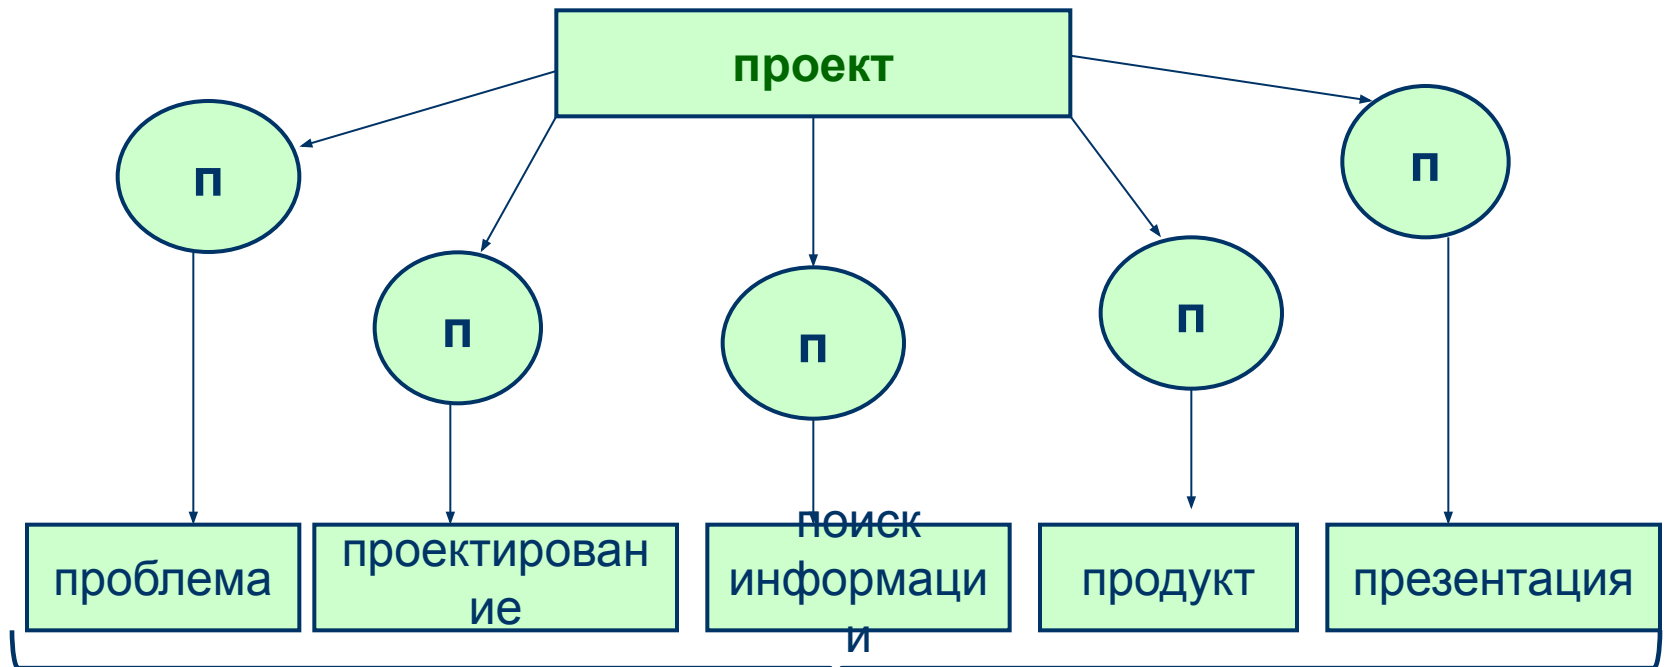 проект
п
п
п
п
п
проблема
проектирован
ие
поиск
информаци
и
продукт
презентация